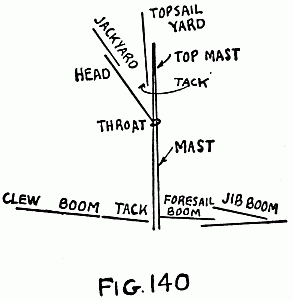 TOPSAIL
YARD
JACKYARD
TOP MAST
HEAD
TACK
THROAT
MAST
CLEW BOOM TACK
FORESAIL
BOOM
JIB BOOM
FIG. 140